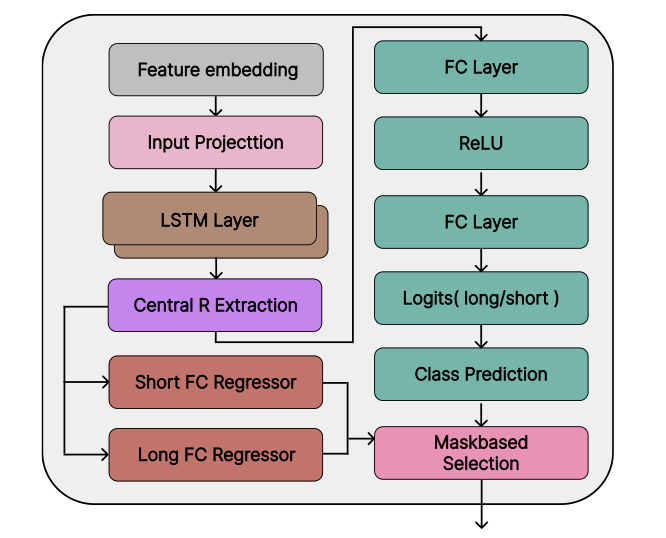 Feature embedding
Input Projecttion
LSTM Layer
Central R Extraction
Short FC Regressor
Long FC Regressor
FC Layer
ReLU
FC Layer
Logits( long/short )
Class Prediction
Maskbased
Selection